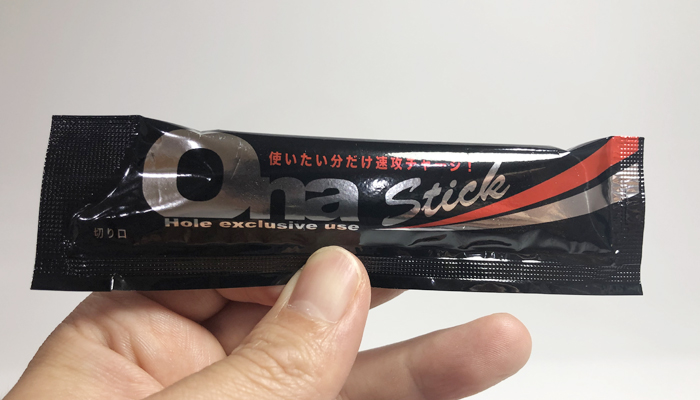 使いたい分だけ速攻チャージ!
Ona Stick
Hole exclusive use
切り口